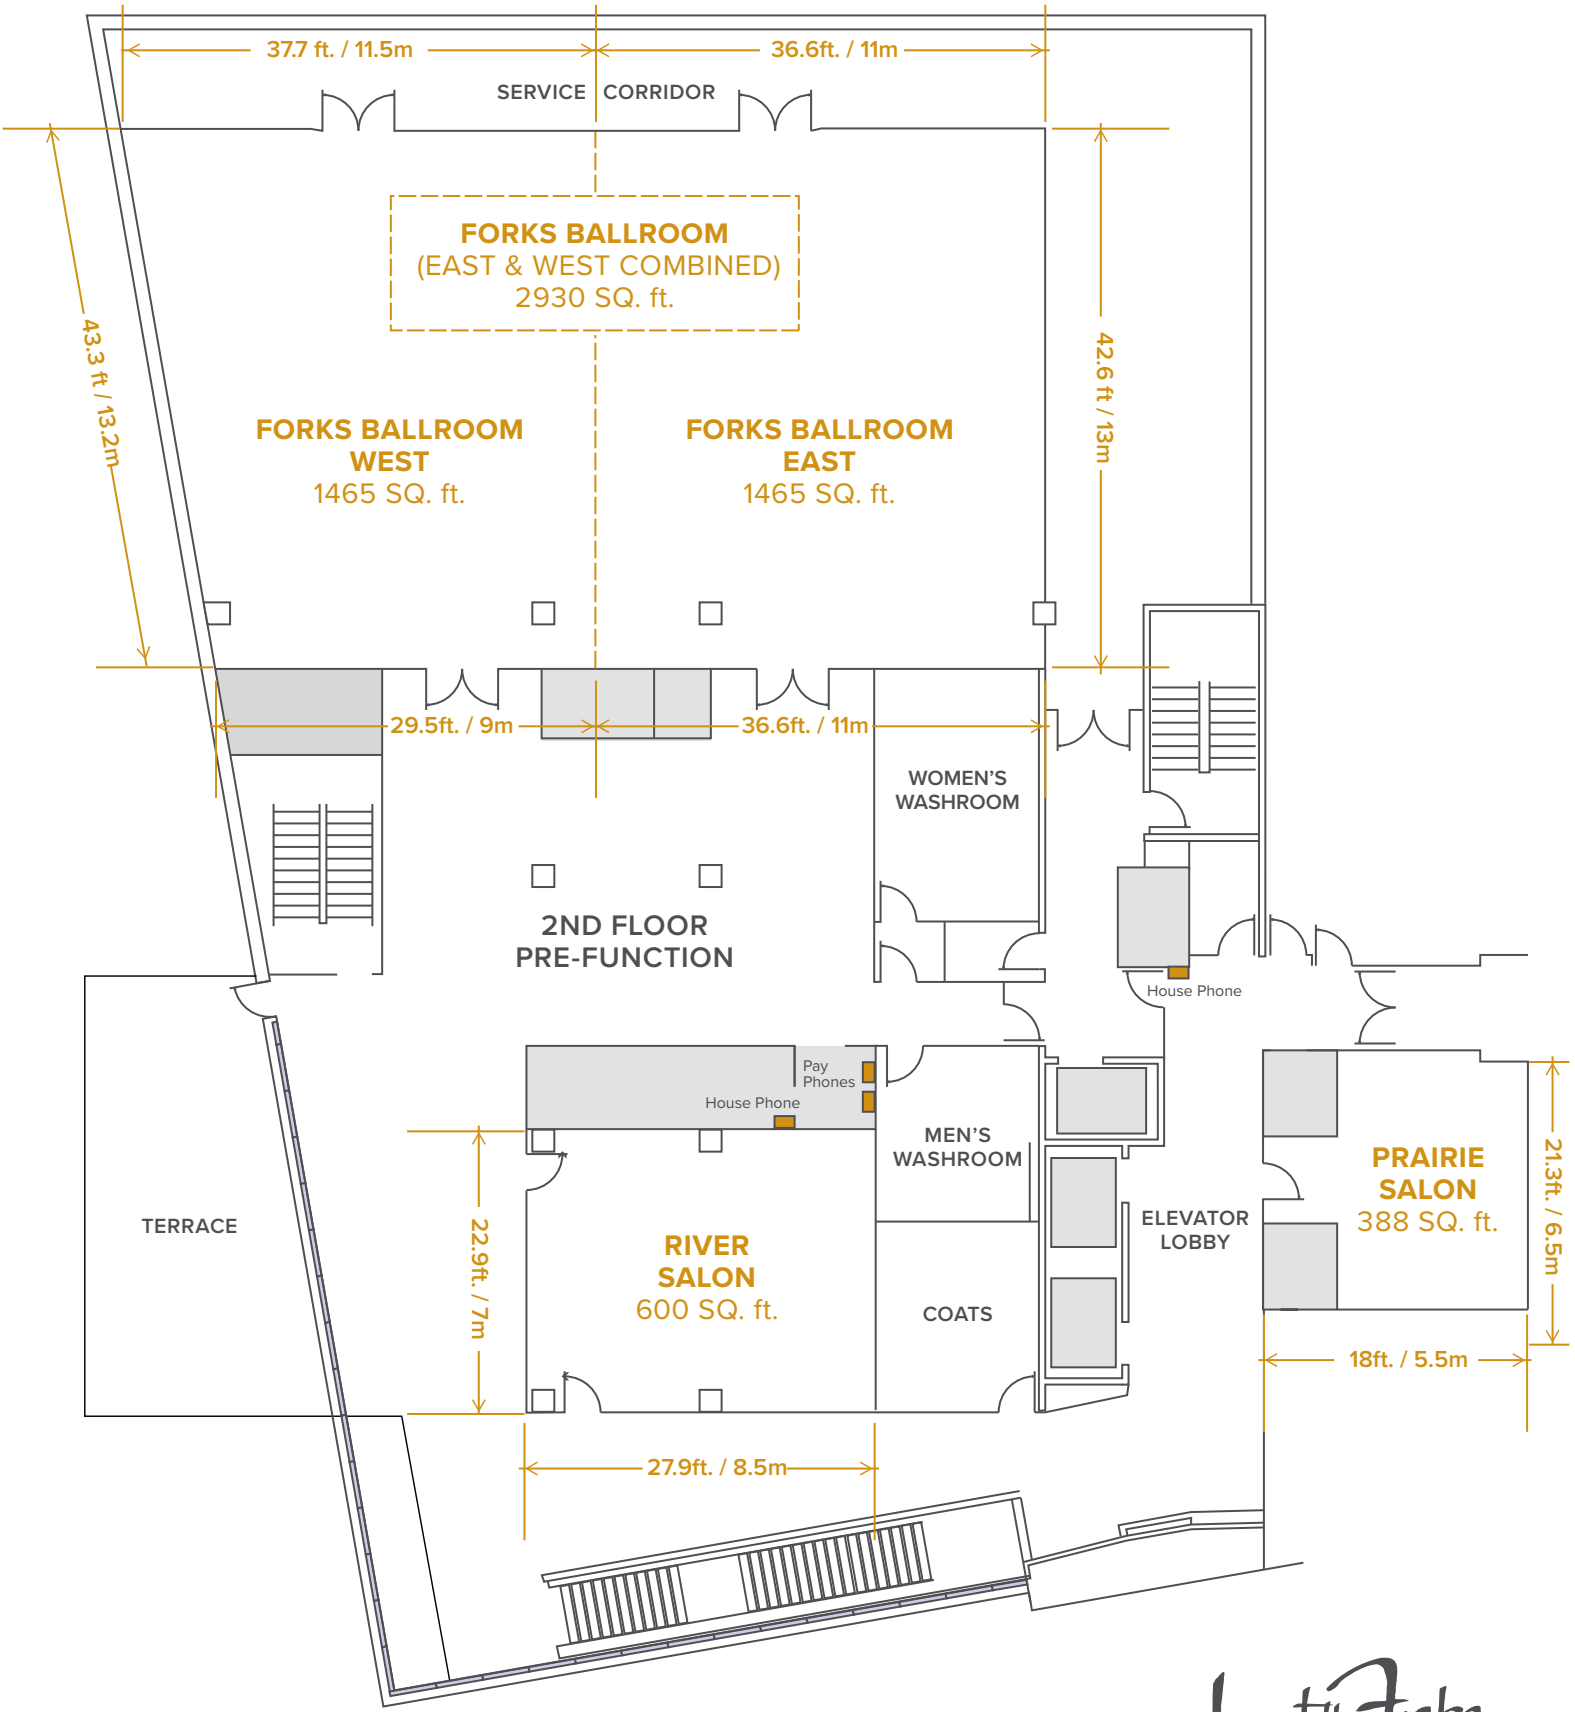 37.7 ft. / 11.5m
36.6ft. / 11m
SERVICE CORRIDOR
FORKS BALLROOM
(EAST & WEST COMBINED)
2930 SQ. ft.
43.3 ft / 13.2m
42.6 ft / 13m
FORKS BALLROOM
WEST
1465 SQ. ft.
FORKS BALLROOM
EAST
1465 SQ. ft.
29.5ft. / 9m
36.6ft. / 11m
WOMEN'S
WASHROOM
2ND FLOOR
PRE-FUNCTION
House Phone
Pay
Phones
House Phone
MEN'S
WASHROOM
PRAIRIE
SALON
388 SQ. ft.
21.3ft. / 6.5m
TERRACE
22.9ft. / 7m
RIVER
SALON
600 SQ. ft.
ELEVATOR
LOBBY
COATS
18ft. / 5.5m
27.9ft. / 8.5m